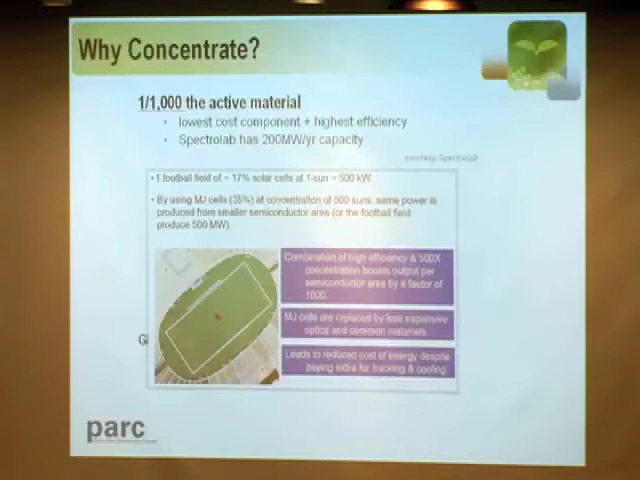 Why Concentrate?
1/1,000 the active material
· lowest cost component + highest efficiency
· Spectrolab has 200MW/yr capacity
courtesy Spectrolab
• 1 football field of ~ 17% solar cells at 1-sun ~ 500 kW.
• By using MJ cells (35%) at concentration of 500 suns, same power is
produced from smaller semiconductor area (or the football field
produce 500 MW).
Combination of high efficiency & 500X
concentration boosts output per
semiconductor area by a factor of
1000.
MJ cells are replaced by less expensive
optics and common materials.
Leads to reduced cost of energy despite
paying extra for tracking & cooling
Gl
parc